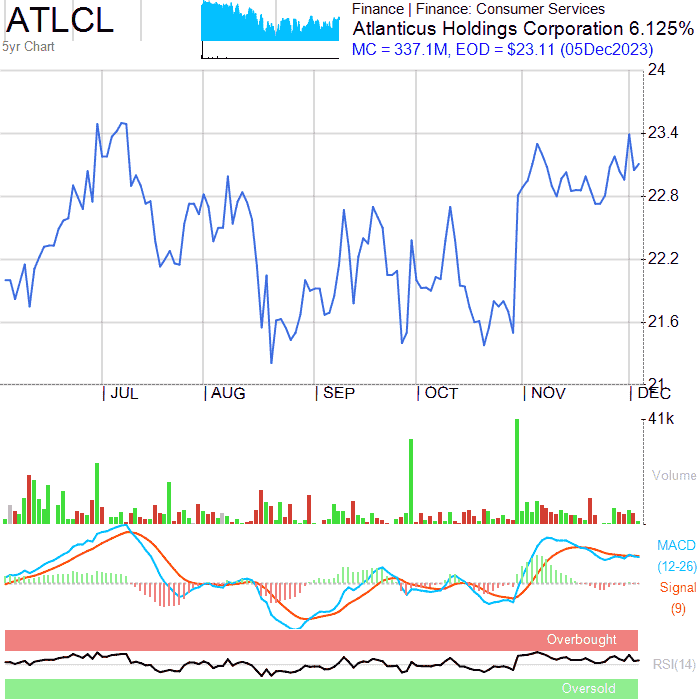 ATLCL
5yr Chart
Finance | Finance: Consumer Services
Atlanticus Holdings Corporation 6.125%
MC = 337.1M, EOD = $23.11 (05Dec2023)
24
23.4
22.8
22.2
21.6
21
| JUL | AUG | SEP | OCT | NOV | DEC
41k
Volume
MACD
(12-26)
Signal
(9)
Overbought
RSI(14)
Oversold